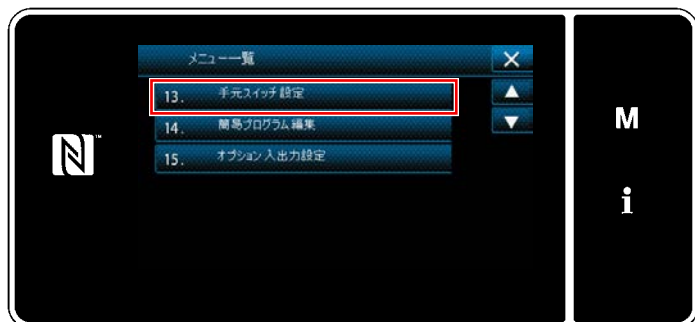 メニュー一覧
13. 手元スイッチ設定
14. 簡易プログラム編集
15. オプション入出力設定
M
i